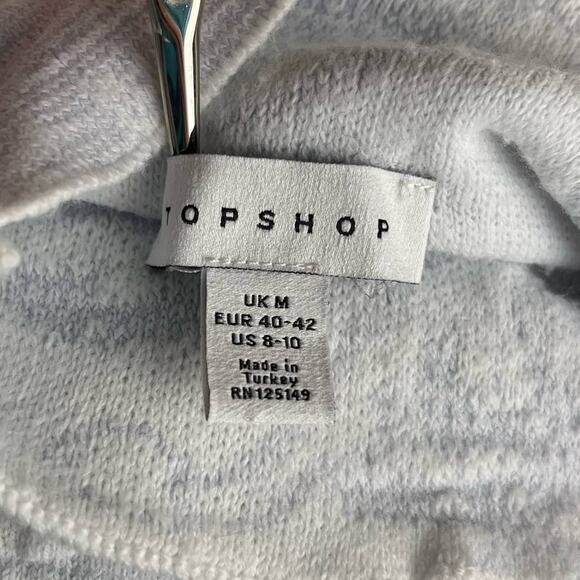 TOPSHOP
UK M
EUR 40-42
US 8-10
Made in
Turkey
RN125149